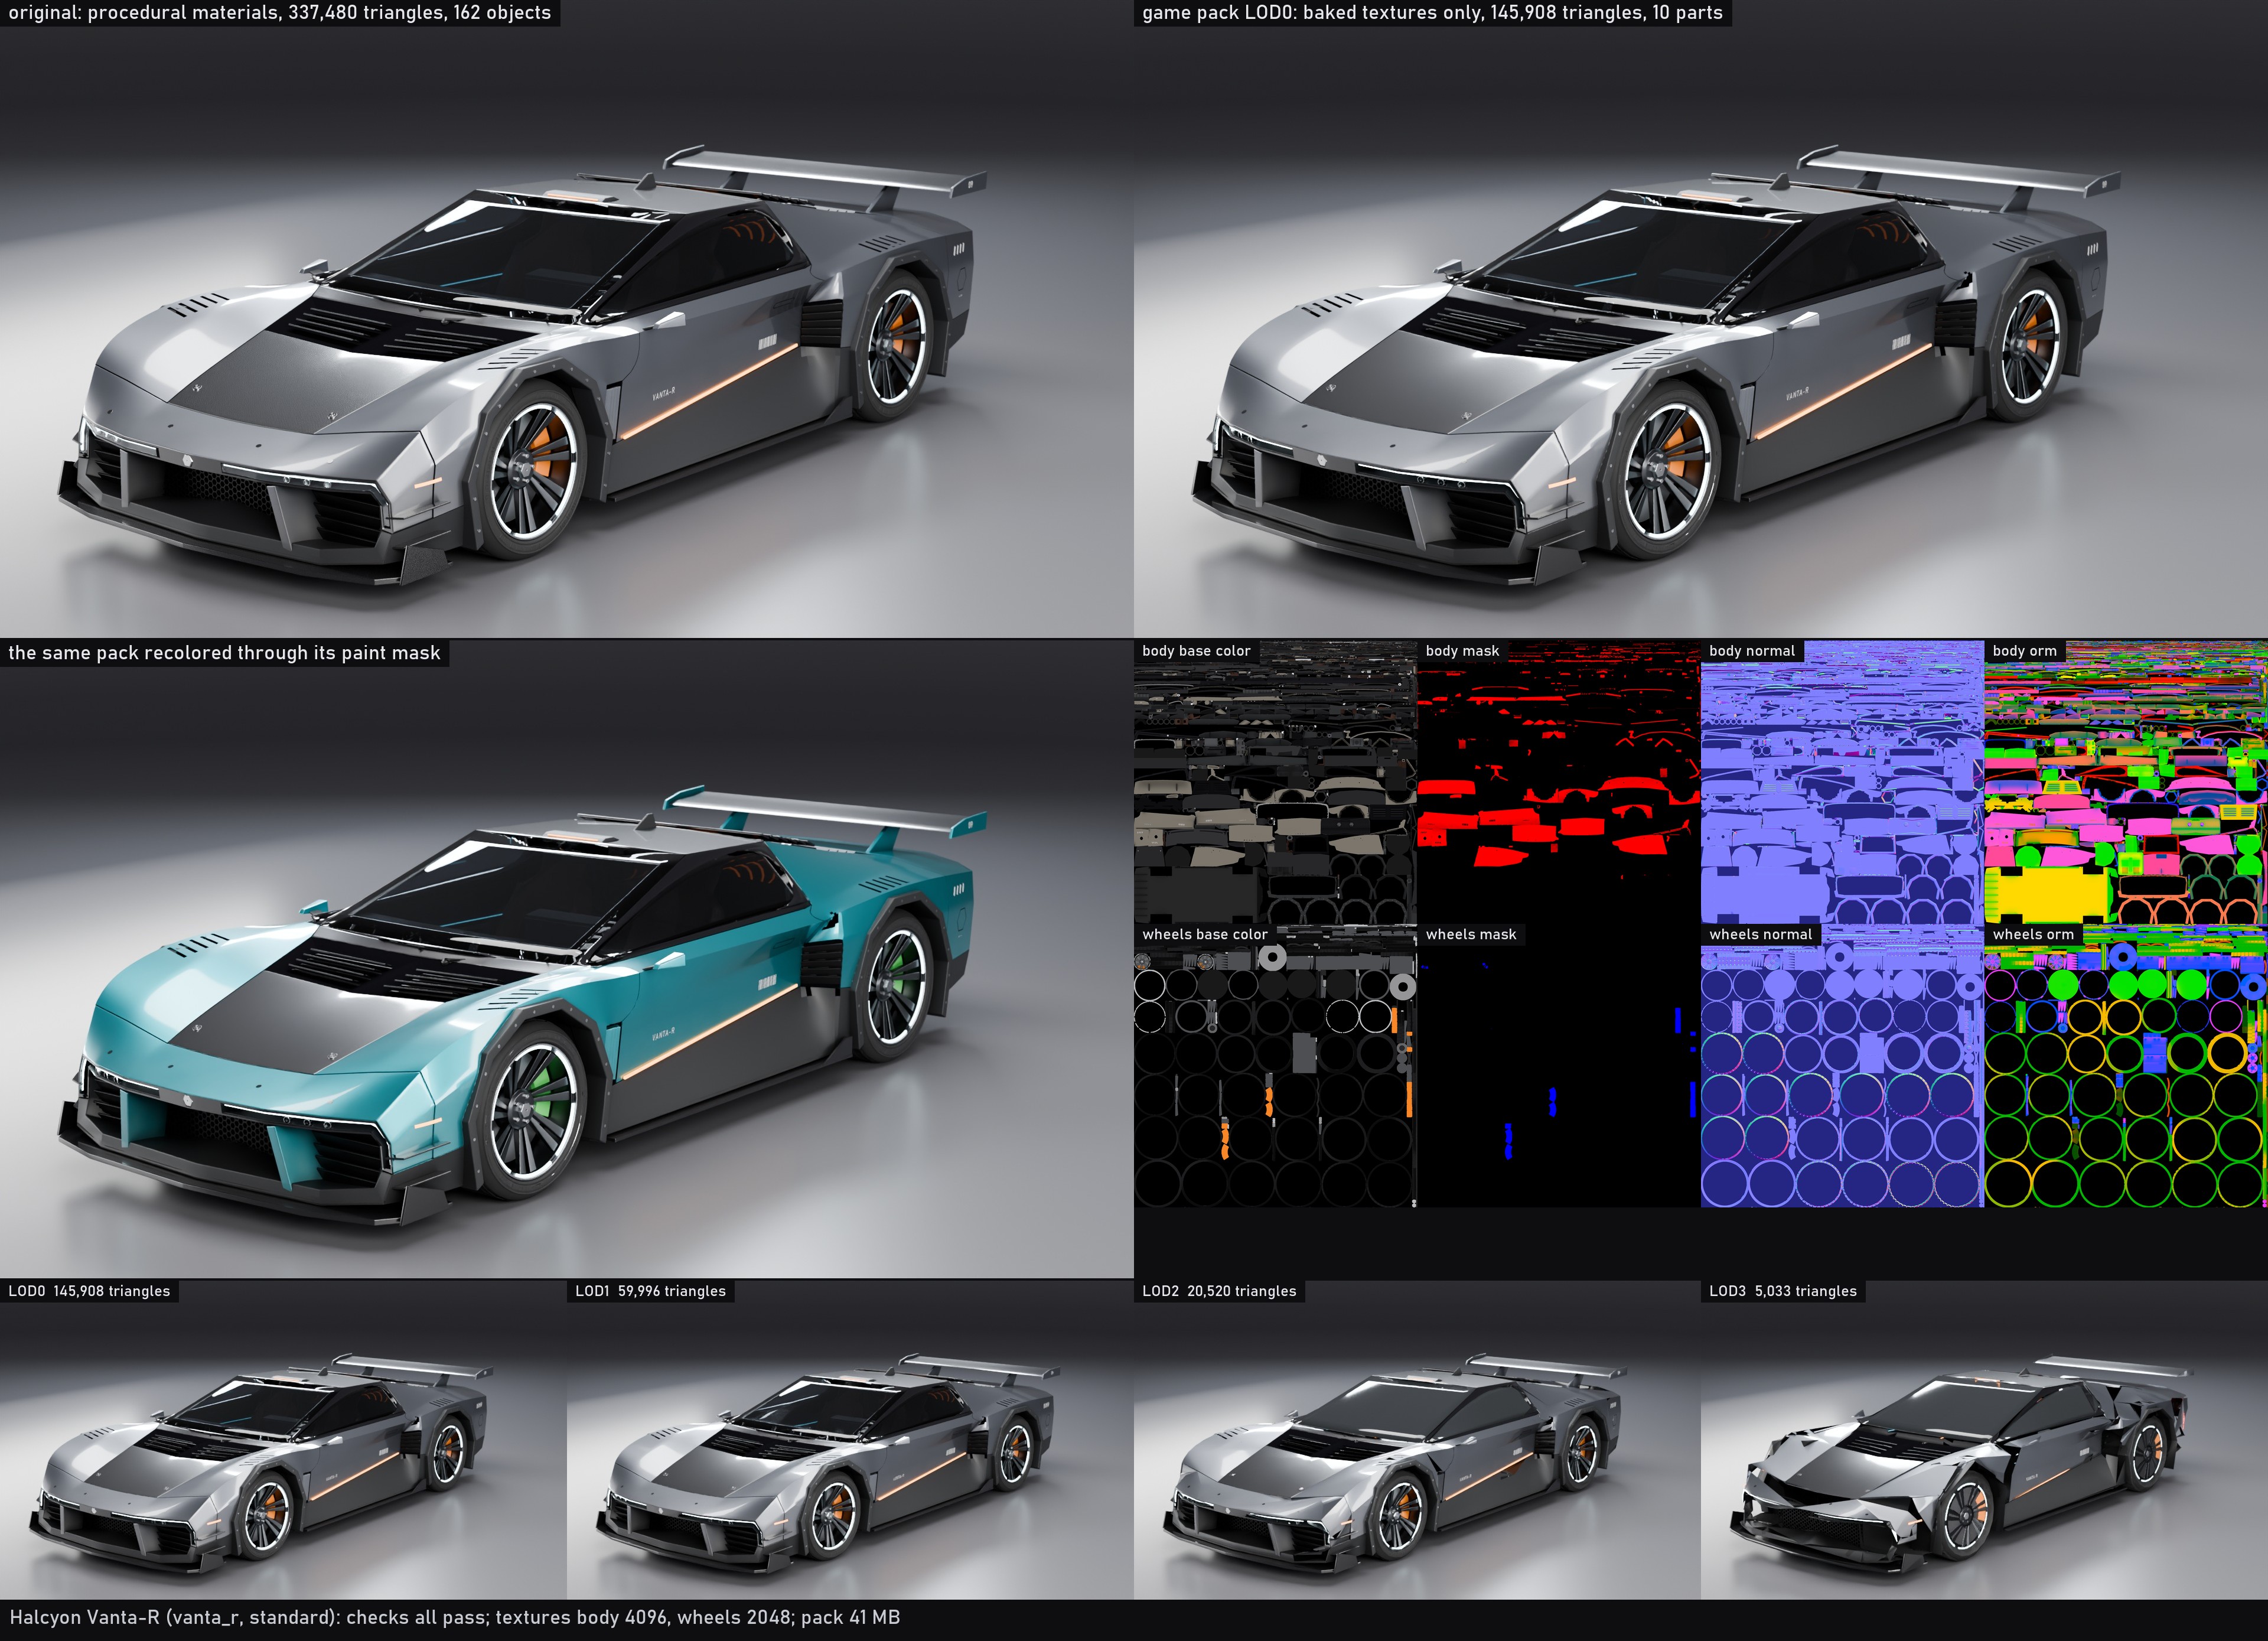 original: procedural materials, 337,480 triangles, 162 objects
game pack LOD0: baked textures only, 145,908 triangles, 10 parts
VANTA-R
VANTA-R
the same pack recolored through its paint mask
body base color
body mask
body normal
body orm
VANTA-R
wheels base color
wheels mask
wheels normal
wheels orm
LOD0 145,908 triangles
LOD1 59,996 triangles
LOD2 20,520 triangles
LOD3 5,033 triangles
Halcyon Vanta-R (vanta_r, standard): checks all pass; textures body 4096, wheels 2048; pack 41 MB